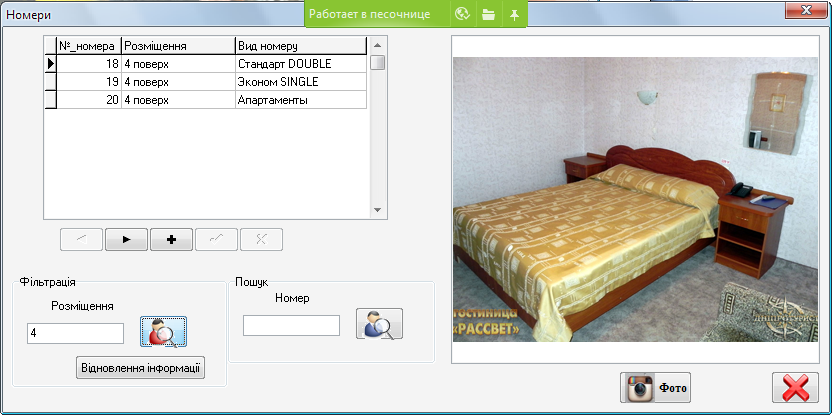 Работает в песочнице
Номери
№_номера Розміщення Вид номеру
18 4 поверх Стандарт DOUBLE
19 4 поверх Эконом SINGLE
20 4 поверх Апартаменты
Фільтрація
Розміщення
4
Відновлення інформації
Пошук
Номер
гостиница
«РАССВЕТ»
Фото